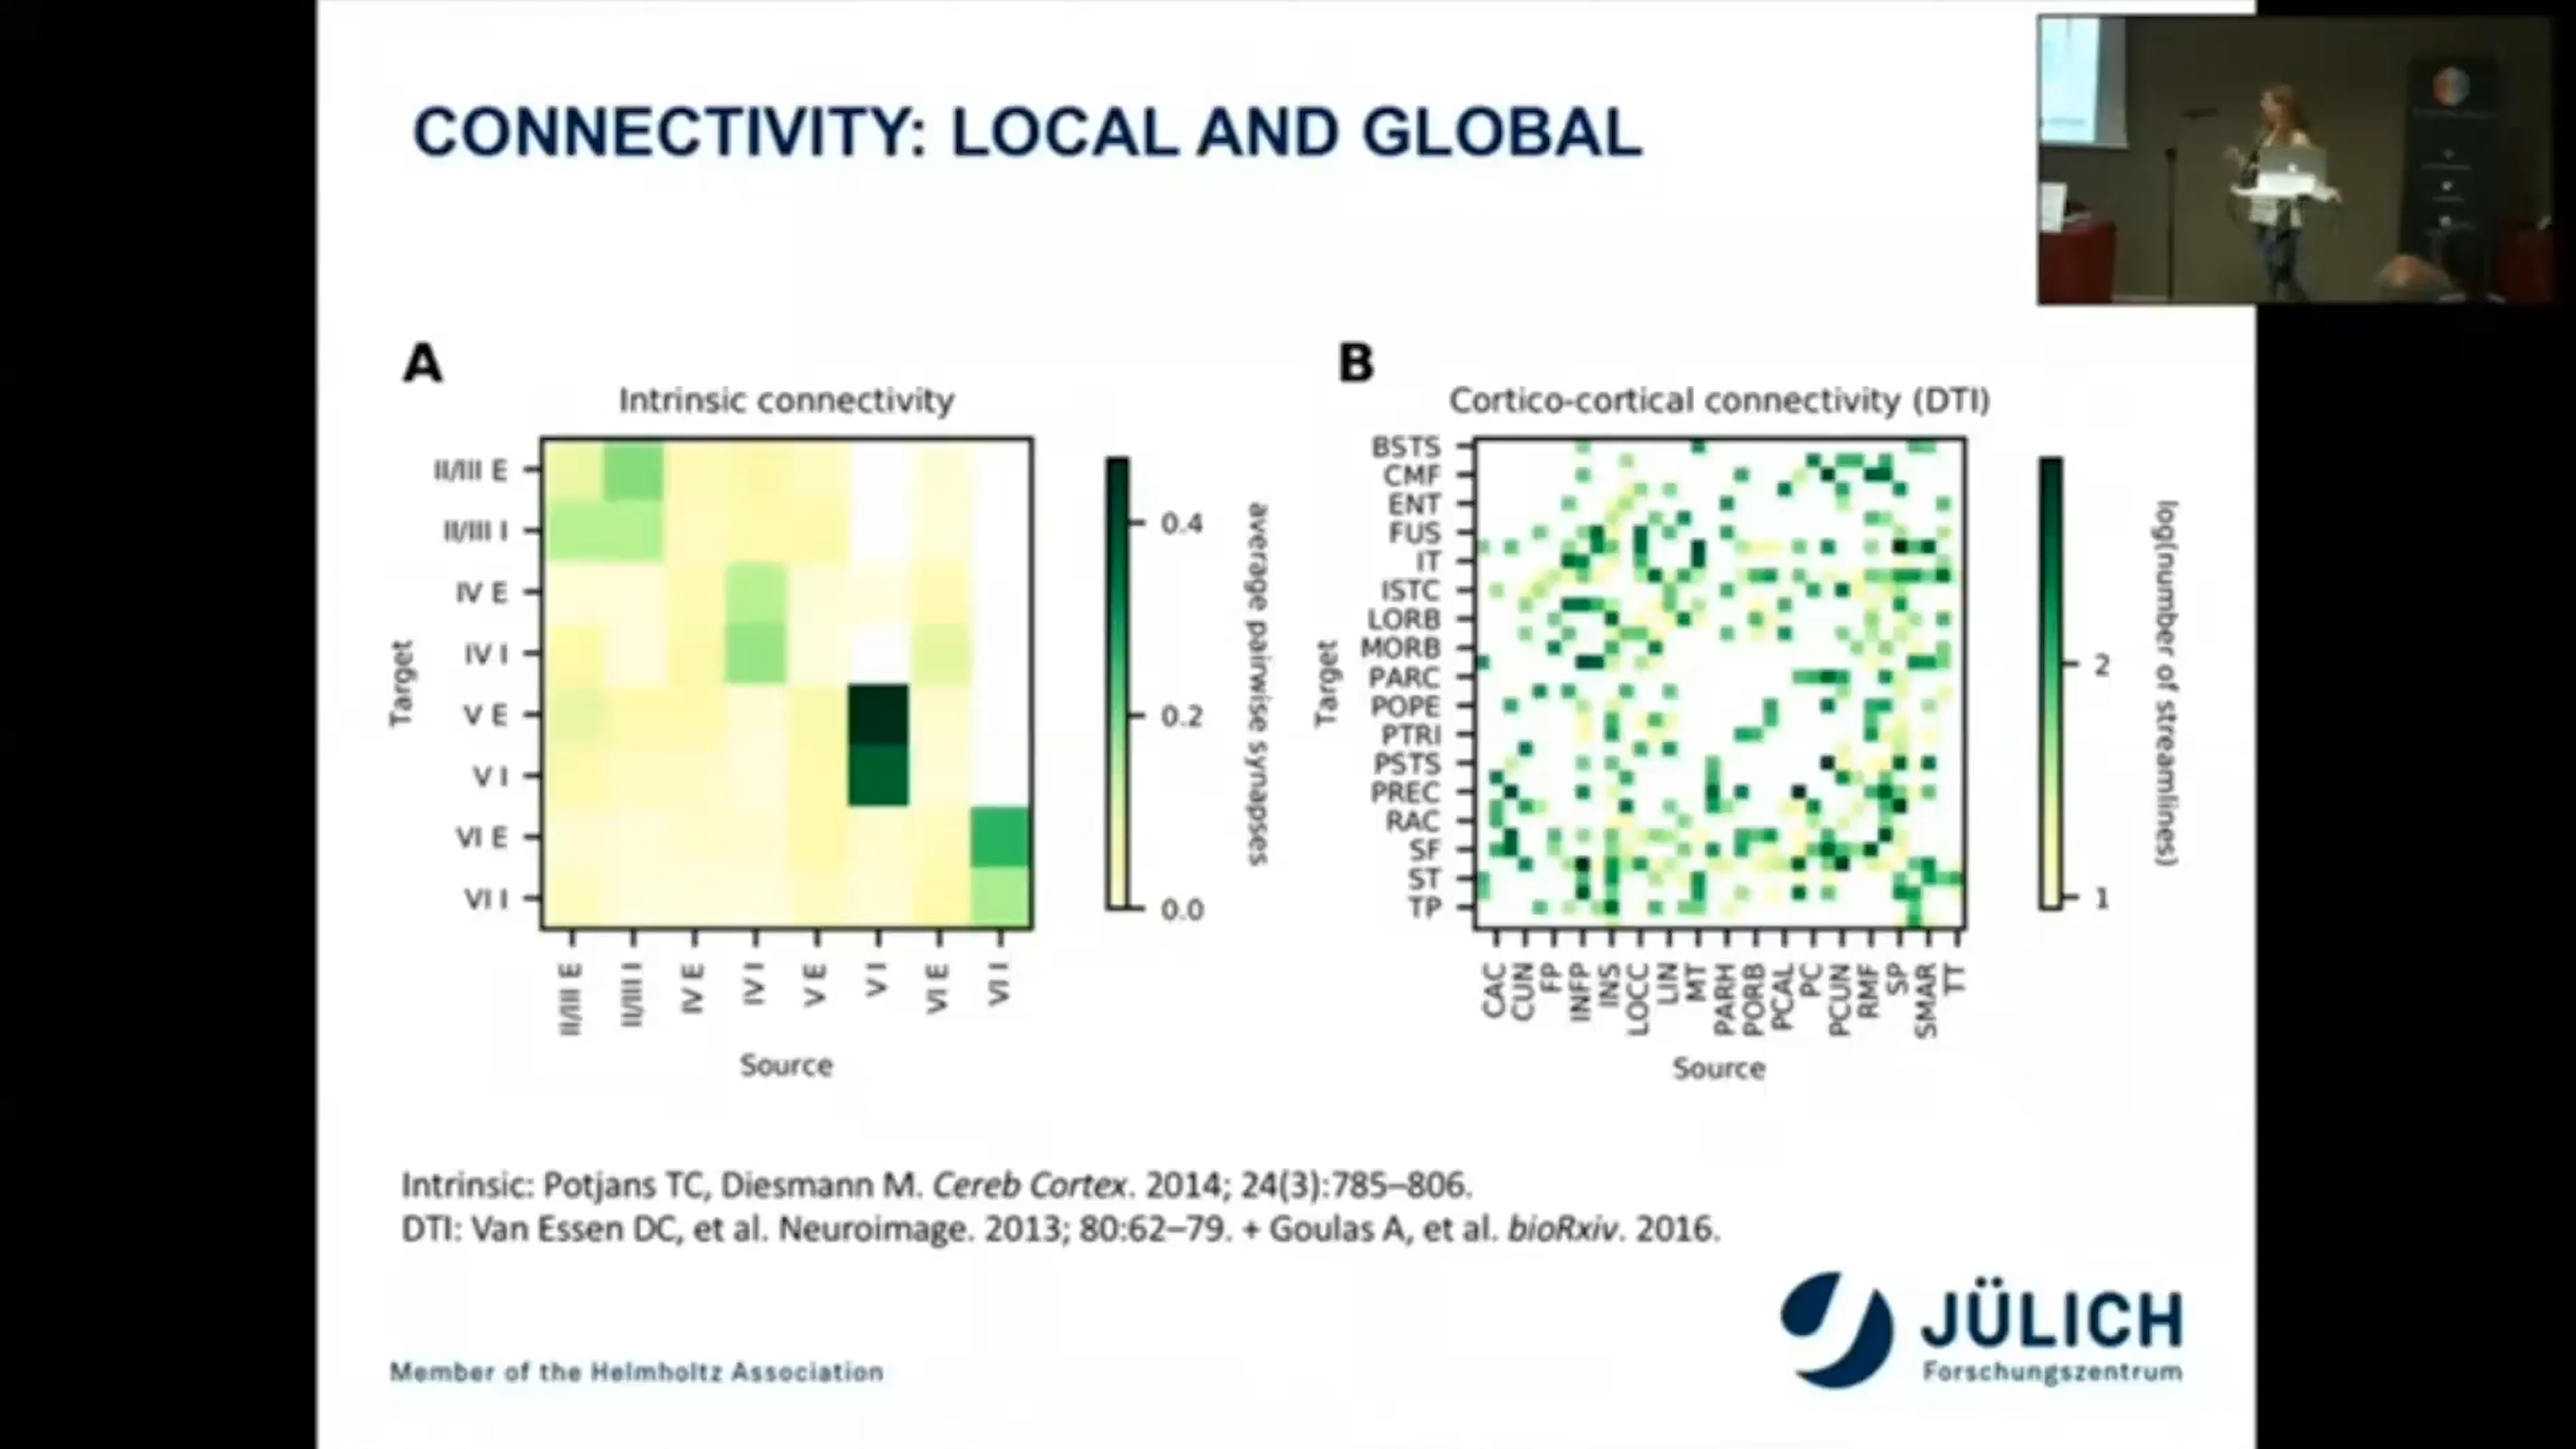 CONNECTIVITY: LOCAL AND GLOBAL
A
Intrinsic connectivity
II/III E
II/III I
IV E
IV I
V E
V I
VI E
VI I
Target
II/III E
II/III I
IV E
IV I
V E
V I
VI E
VI I
Source
0.4
0.2
0.0
average pairwise synapses
B
Cortico-cortical connectivity (DTI)
BSTS
CMF
ENT
FUS
IT
ISTC
LORB
MORB
PARC
POPE
PTRI
PSTS
PREC
RAC
SF
ST
TP
Target
CAC
CUN
FP
INFP
INS
LOCC
LIN
MT
PARH
PORB
PCAL
PC
PCUN
RMF
SP
SMAR
TT
Source
2
1
log(number of streamlines)
Intrinsic: Potjans TC, Diesmann M. Cereb Cortex. 2014; 24(3):785–806.
DTI: Van Essen DC, et al. Neuroimage. 2013; 80:62–79. + Goulas A, et al. bioRxiv. 2016.
Member of the Helmholtz Association
JÜLICH
Forschungszentrum